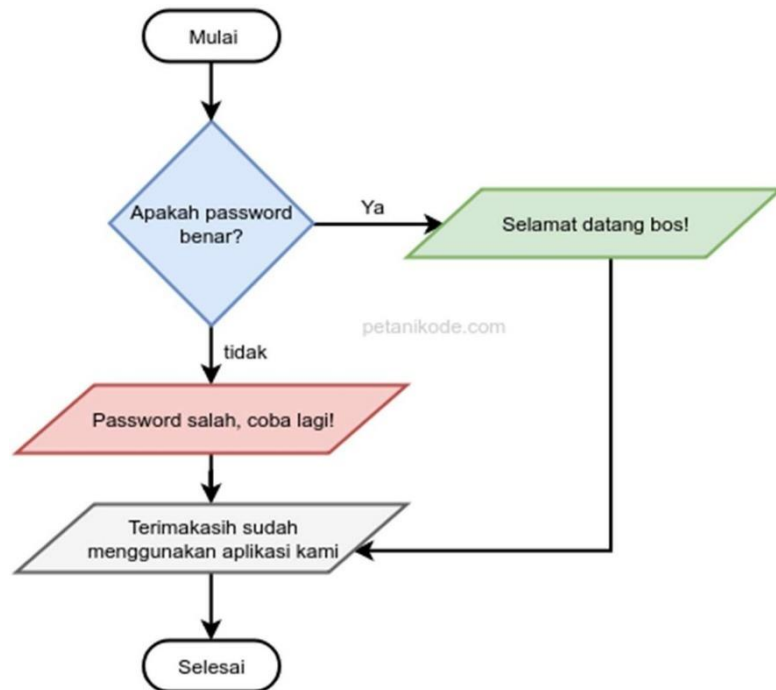 Mulai
Apakah password
benar?
Ya
Selamat datang bos!
petanikode.com
tidak
Password salah, coba lagi!
Terimakasih sudah
menggunakan aplikasi kami
Selesai